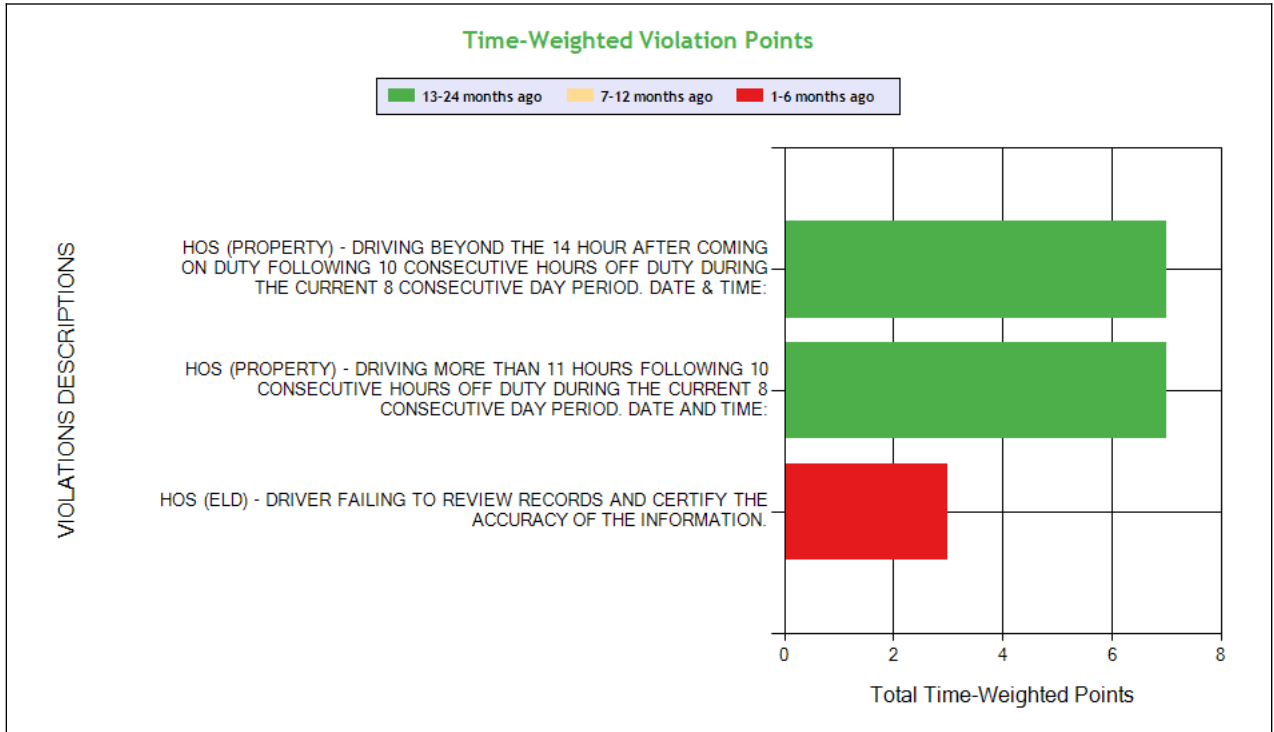 Time-Weighted Violation Points
13-24 months ago 7-12 months ago 1-6 months ago
VIOLATIONS DESCRIPTIONS
HOS (PROPERTY) - DRIVING BEYOND THE 14 HOUR AFTER COMING
ON DUTY FOLLOWING 10 CONSECUTIVE HOURS OFF DUTY DURING
THE CURRENT 8 CONSECUTIVE DAY PERIOD. DATE & TIME:
HOS (PROPERTY) - DRIVING MORE THAN 11 HOURS FOLLOWING 10
CONSECUTIVE HOURS OFF DUTY DURING THE CURRENT 8
CONSECUTIVE DAY PERIOD. DATE AND TIME:
HOS (ELD) - DRIVER FAILING TO REVIEW RECORDS AND CERTIFY THE
ACCURACY OF THE INFORMATION.
0 2 4 6 8
Total Time-Weighted Points